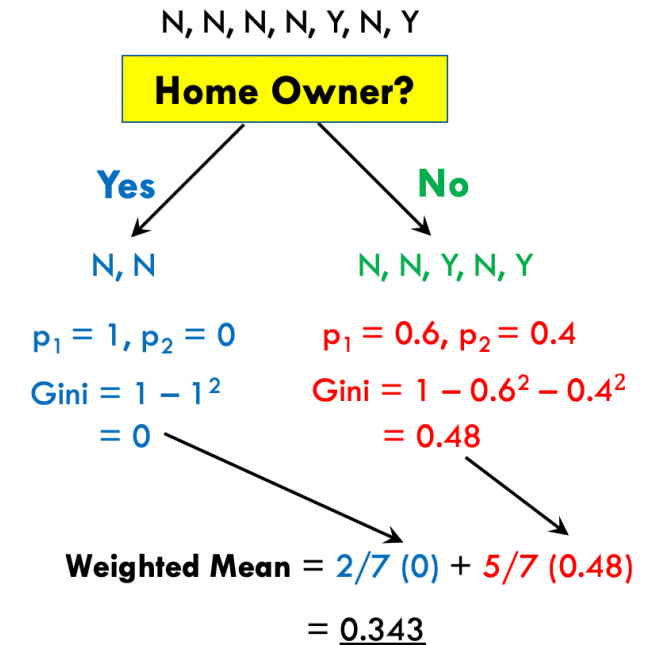 N, N, N, N, Y, N, Y
Home Owner?
Yes
No
N, N
N, N, Y, N, Y
p₁ = 1, p₂ = 0
p₁ = 0.6, p₂ = 0.4
Gini = 1 – 1²
= 0
Gini = 1 – 0.6² – 0.4²
= 0.48
Weighted Mean = 2/7 (0) + 5/7 (0.48)
= 0.343